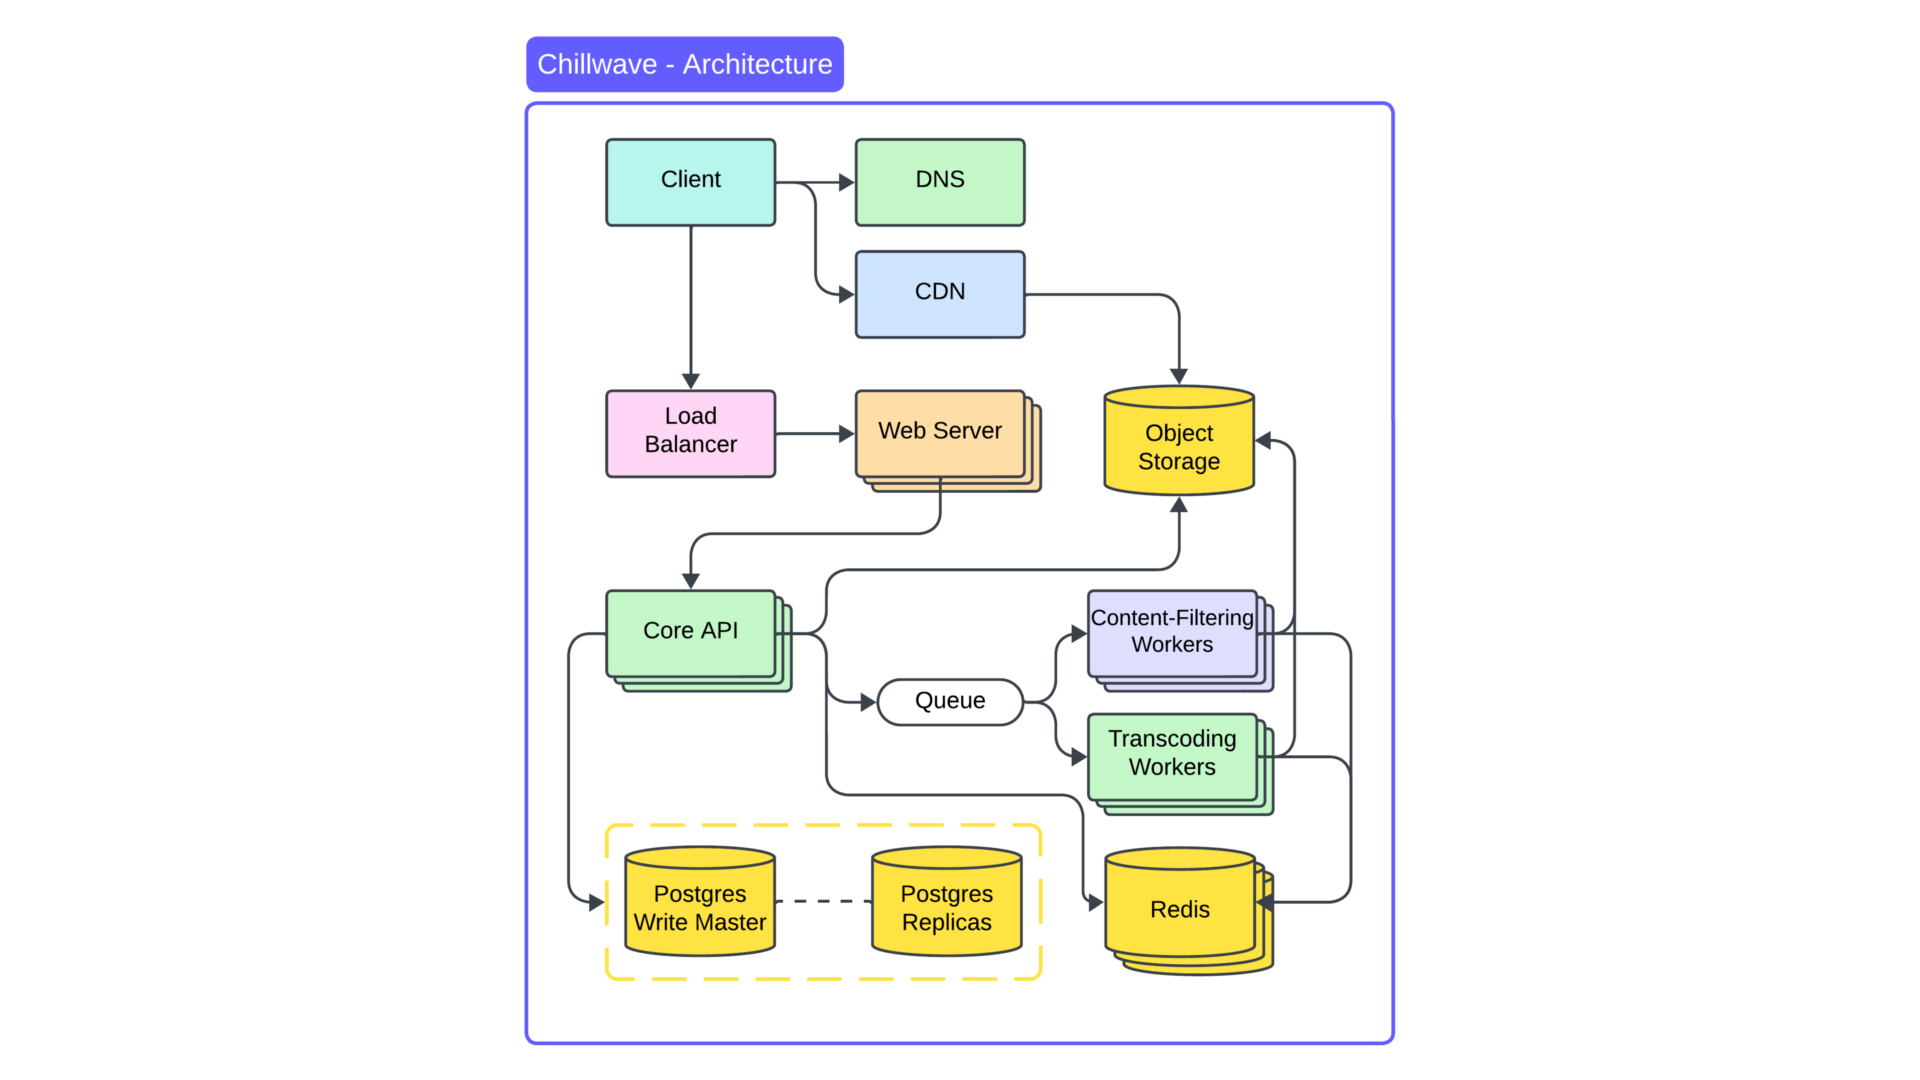 Chillwave - Architecture
Client
DNS
CDN
Load
Balancer
Web Server
Object
Storage
Core API
Content-Filtering
Workers
Queue
Transcoding
Workers
Postgres
Write Master
Postgres
Replicas
Redis